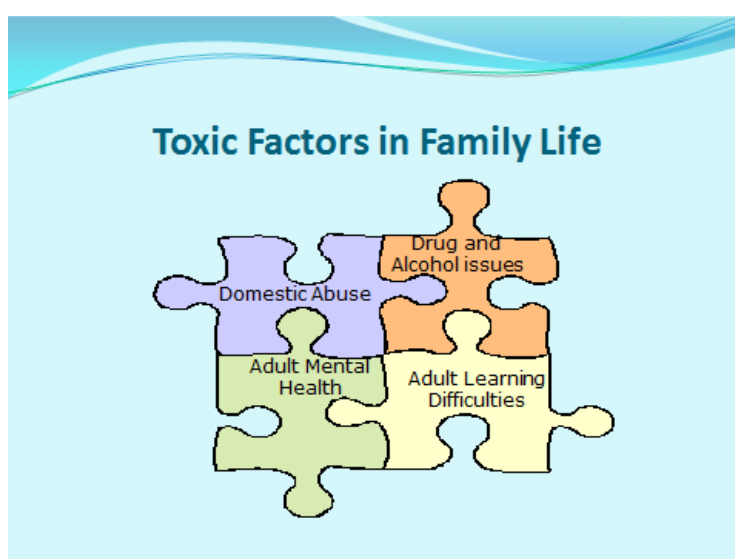 Toxic Factors in Family Life
Drug and
Alcohol issues
Domestic Abuse
Adult Mental
Health
Adult Learning
Difficulties